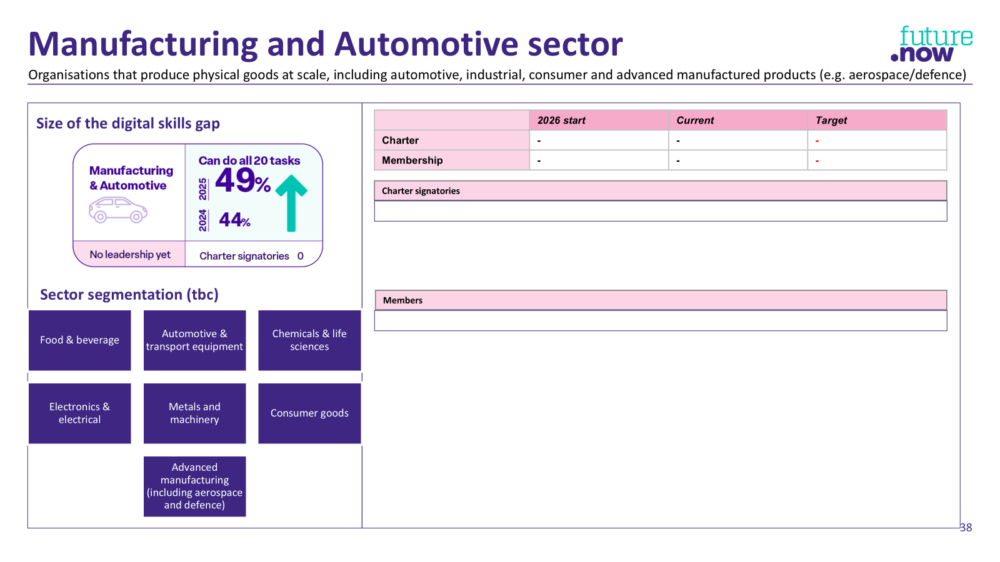 Manufacturing and Automotive sector
future
.now
Organisations that produce physical goods at scale, including automotive, industrial, consumer and advanced manufactured products (e.g. aerospace/defence)
Size of the digital skills gap
Manufacturing
& Automotive
Can do all 20 tasks
2025
49%
2024
44%
No leadership yet
Charter signatories 0
Sector segmentation (tbc)
Food & beverage
Automotive &
transport equipment
Chemicals & life
sciences
Electronics &
electrical
Metals and
machinery
Consumer goods
Advanced
manufacturing
(including aerospace
and defence)
2026 start Current Target
Charter - - -
Membership - - -
Charter signatories
Members
38